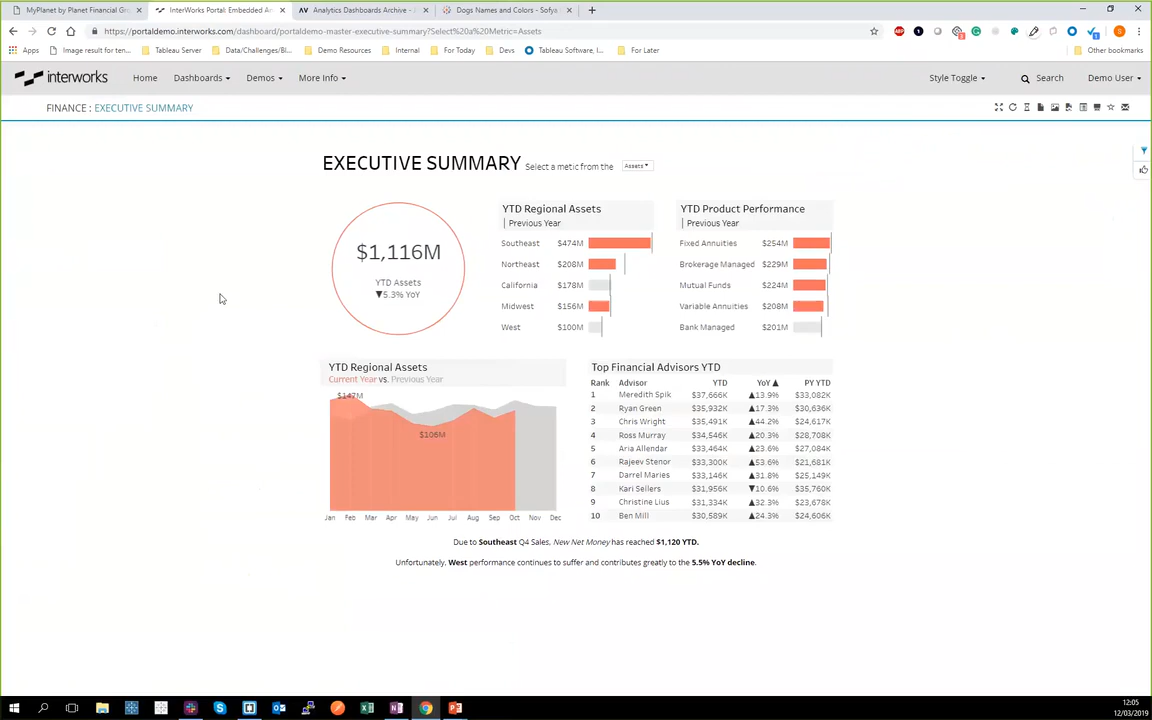 MyPlanet by Planet Financial Gr
InterWorks Portal: Embedded An
Analytics Dashboards Archive - J
Dogs Names and Colors - Sofya
https://portaldemo.interworks.com/dashboard/portaldemo-master-executive-summary?Select%20a%20Metric=Assets
Apps
Image result for ten...
Tableau Server
Data/Challenges/Bl...
Demo Resources
Internal
For Today
Devs
Tableau Software, I...
For Later
Other bookmarks
interworks
Home
Dashboards
Demos
More Info
Style Toggle
Search
Demo User
FINANCE : EXECUTIVE SUMMARY
EXECUTIVE SUMMARY Select a metic from the Assets
$1,116M
YTD Assets
▼5.3% YoY
YTD Regional Assets
| Previous Year
Southeast $474M
Northeast $208M
California $178M
Midwest $156M
West $100M
YTD Product Performance
| Previous Year
Fixed Annuities $254M
Brokerage Managed $229M
Mutual Funds $224M
Variable Annuities $208M
Bank Managed $201M
YTD Regional Assets
Current Year vs. Previous Year
$147M
$106M
Jan Feb Mar Apr May Jun Jul Aug Sep Oct Nov Dec
Top Financial Advisors YTD
Rank Advisor YTD YoY ▲ PY YTD
1 Meredith Spik $37,666K ▲13.9% $33,082K
2 Ryan Green $35,932K ▲17.3% $30,636K
3 Chris Wright $35,491K ▲44.2% $24,617K
4 Ross Murray $34,546K ▲20.3% $28,708K
5 Aria Allendar $33,464K ▲23.6% $27,084K
6 Rajeev Stenor $33,300K ▲53.6% $21,681K
7 Darrel Maries $33,146K ▲31.8% $25,149K
8 Kari Sellers $31,956K ▼10.6% $35,760K
9 Christine Lius $31,334K ▲32.3% $23,678K
10 Ben Mill $30,589K ▲24.3% $24,606K
Due to Southeast Q4 Sales, New Net Money has reached $1,120 YTD.
Unfortunately, West performance continues to suffer and contributes greatly to the 5.5% YoY decline.
12:05
12/03/2019